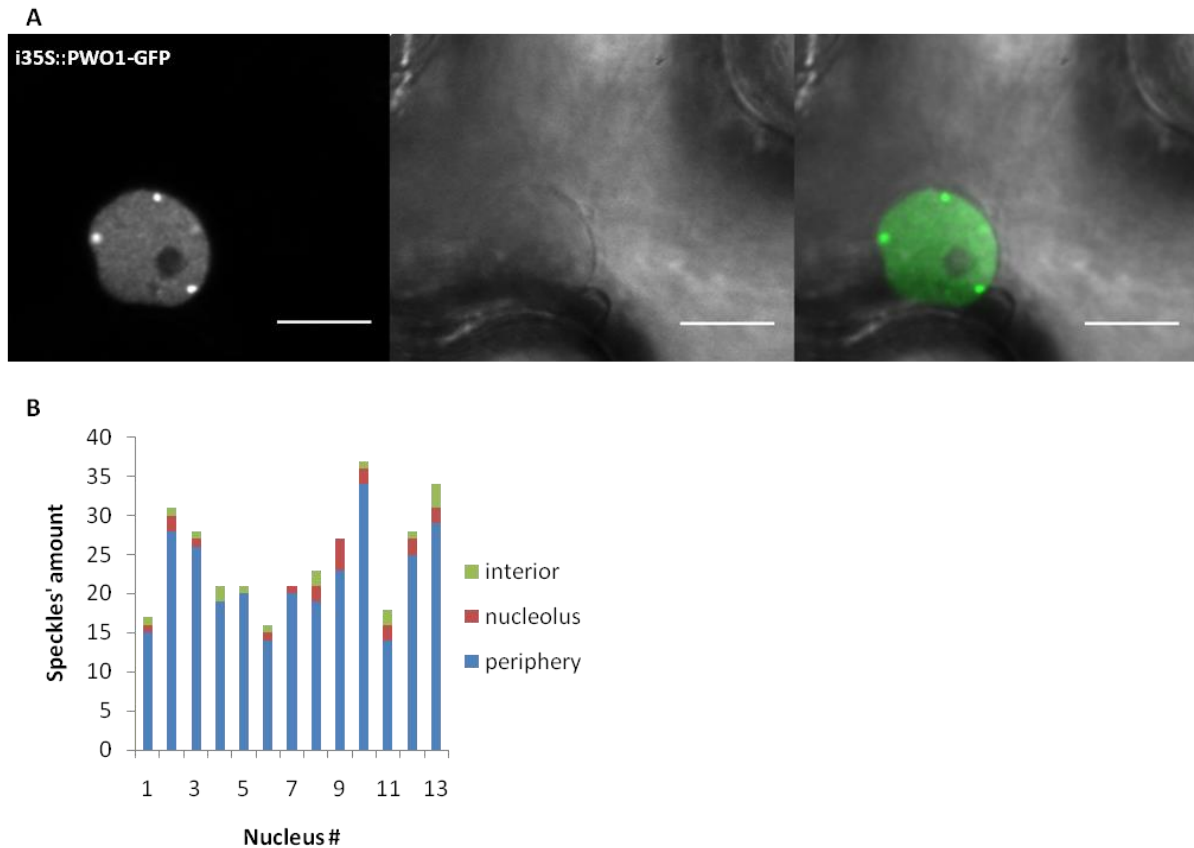 A
i35S::PWO1-GFP
B
40
35
30
25
20
15
10
5
0
Speckles' amount
1 3 5 7 9 11 13
Nucleus #
interior
nucleolus
periphery